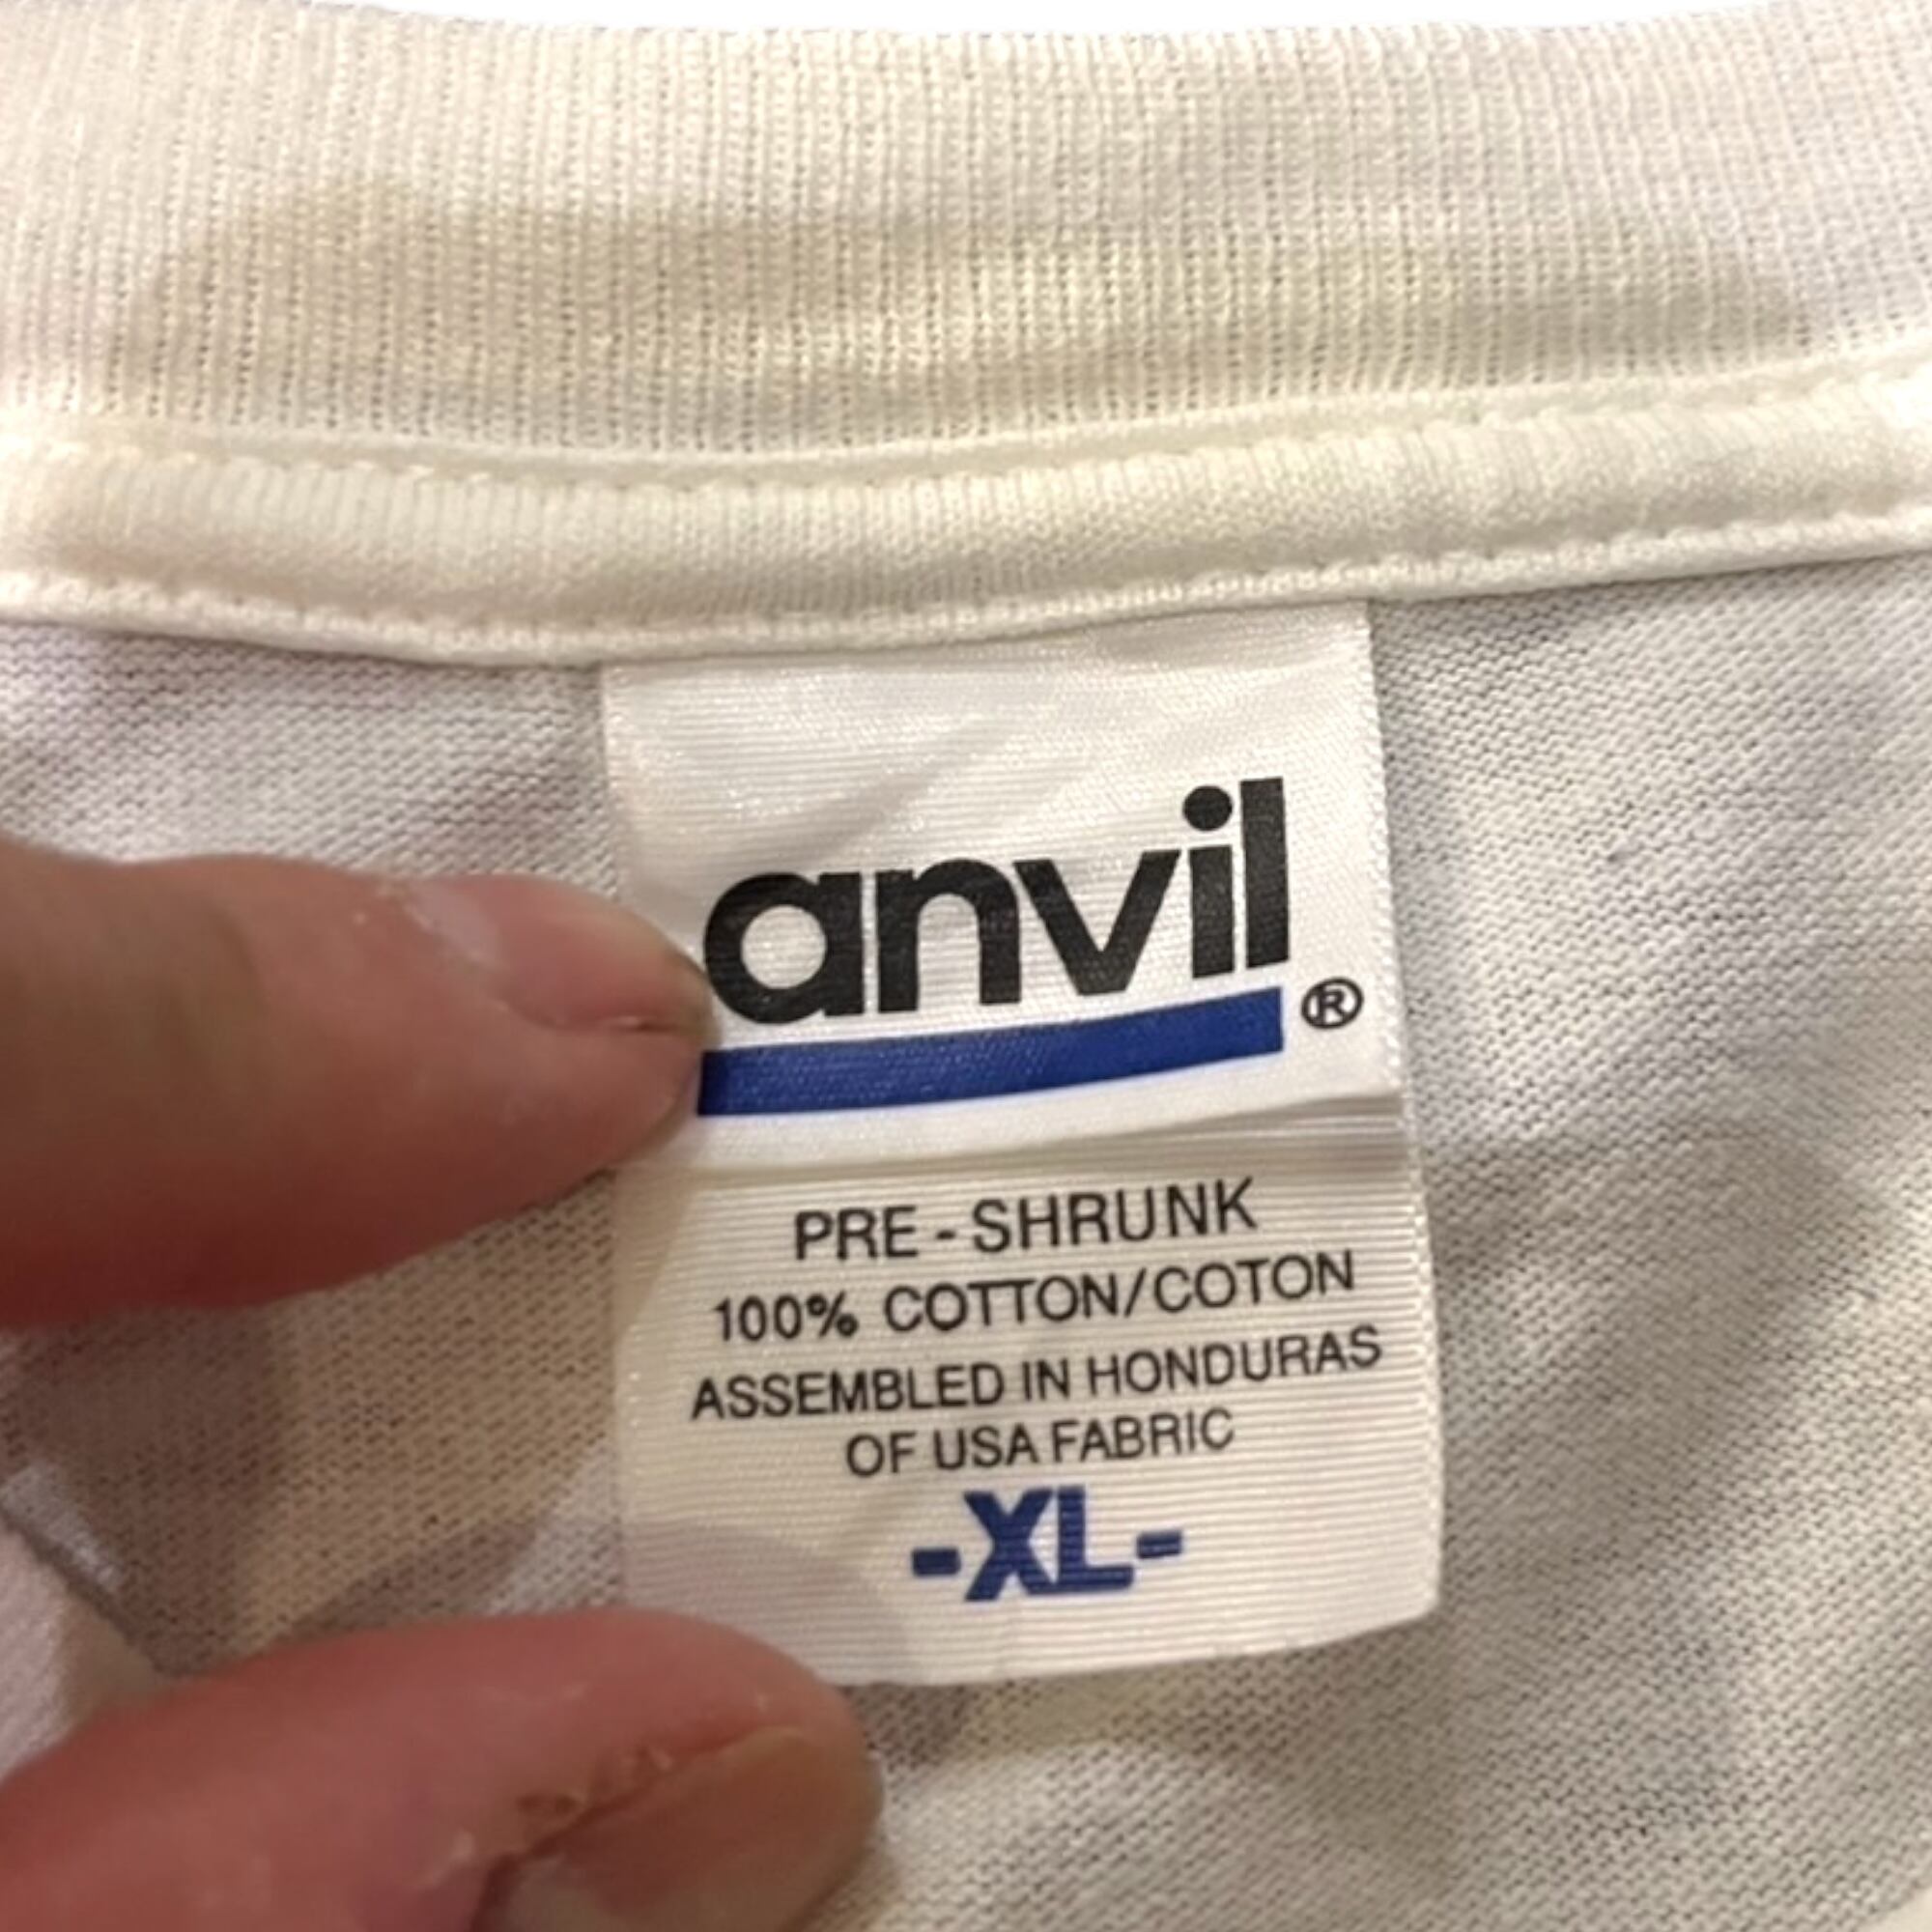 anvil®
PRE-SHRUNK
100% COTTON/COTON
ASSEMBLED IN HONDURAS
OF USA FABRIC
-XL-